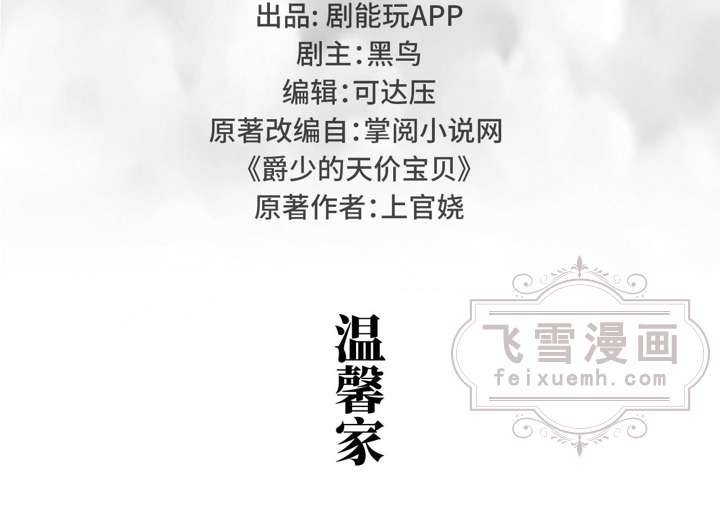 出品: 剧能玩APP
剧主:黑鸟
编辑:可达压
原著改编自:掌阅小说网
《爵少的天价宝贝》
原著作者:上官娆
温馨家
飞雪漫画
feixuemh.com